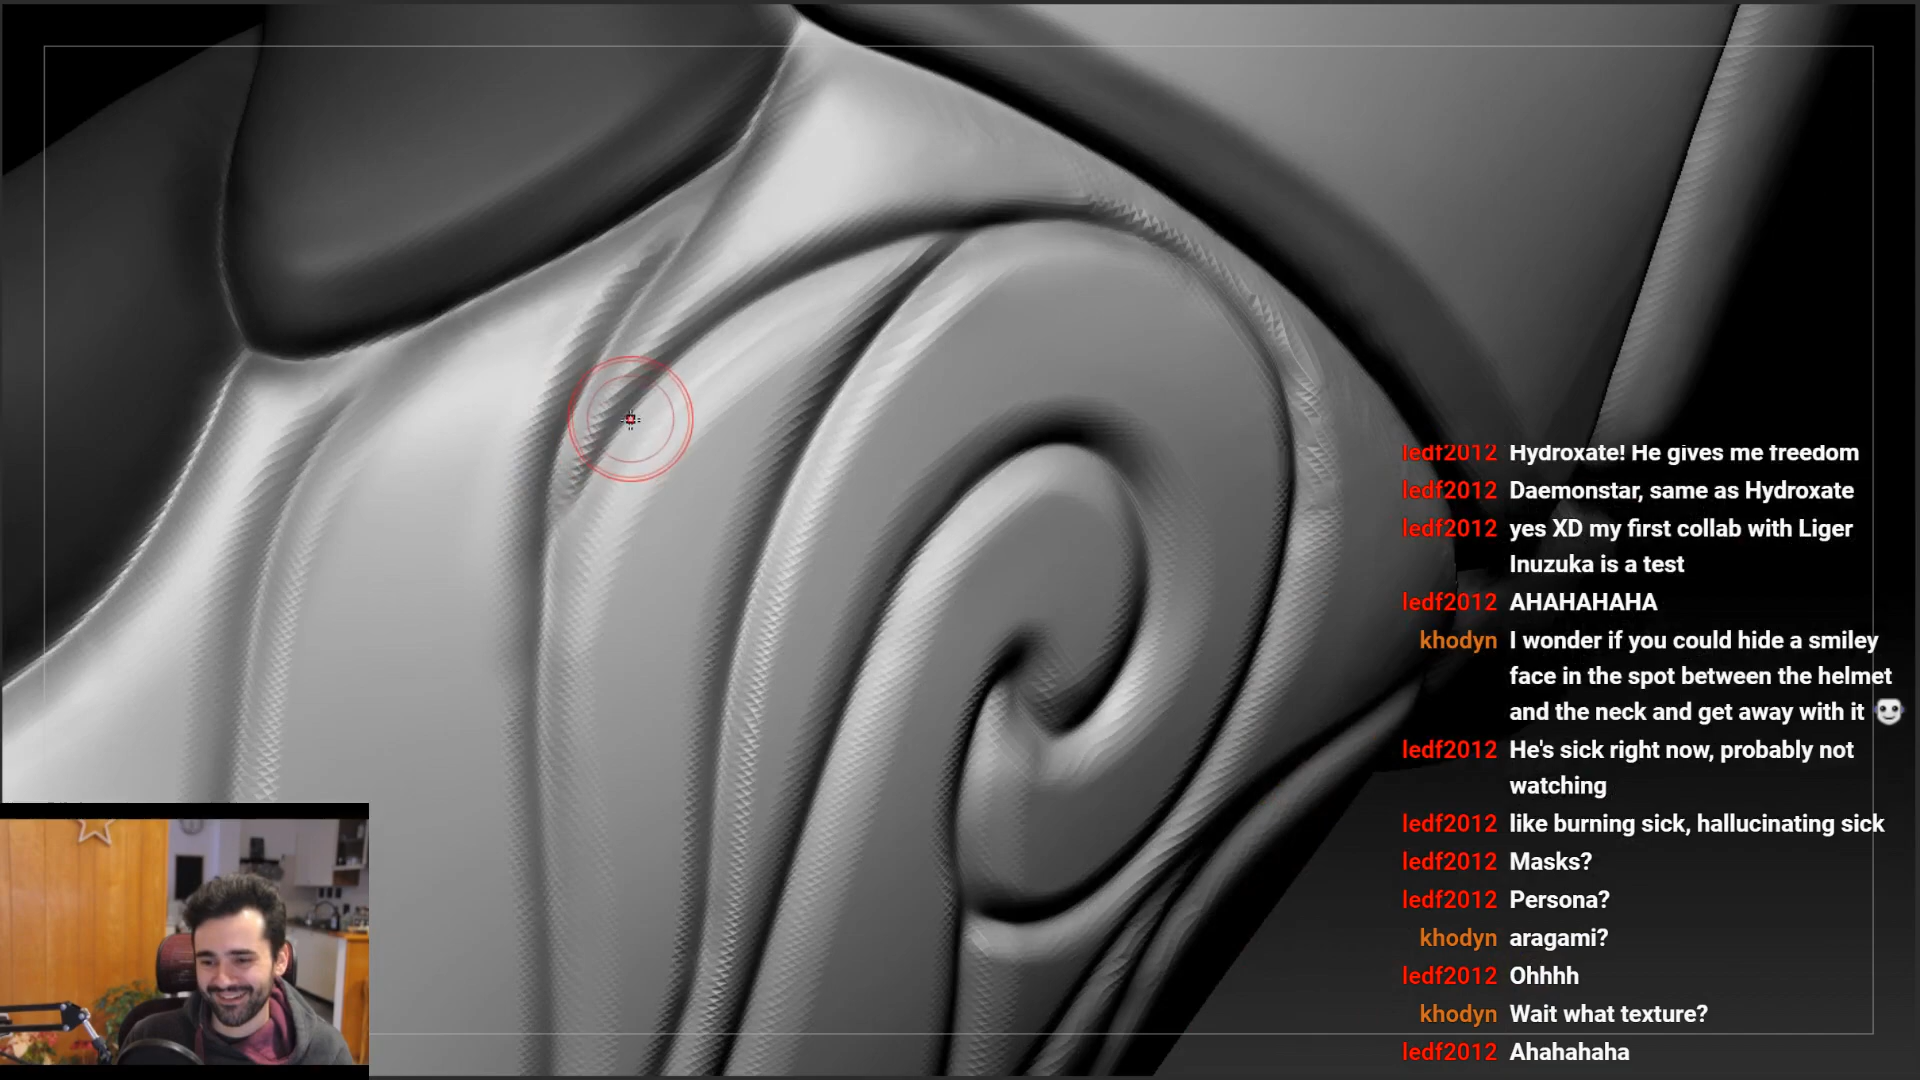 ledf2012 Hydroxate! He gives me freedom
ledf2012 Daemonstar, same as Hydroxate
ledf2012 yes XD my first collab with Liger
Inuzuka is a test
ledf2012 AHAHAHAHA
khodyn I wonder if you could hide a smiley
face in the spot between the helmet
and the neck and get away with it
ledf2012 He's sick right now, probably not
watching
ledf2012 like burning sick, hallucinating sick
ledf2012 Masks?
ledf2012 Persona?
khodyn aragami?
ledf2012 Ohhhh
khodyn Wait what texture?
ledf2012 Ahahahaha